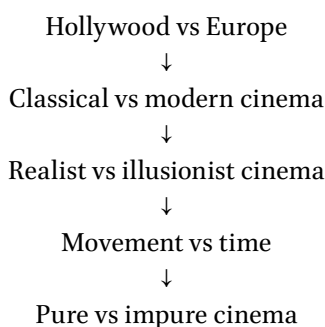 Hollywood vs Europe
↓
Classical vs modern cinema
↓
Realist vs illusionist cinema
↓
Movement vs time
↓
Pure vs impure cinema